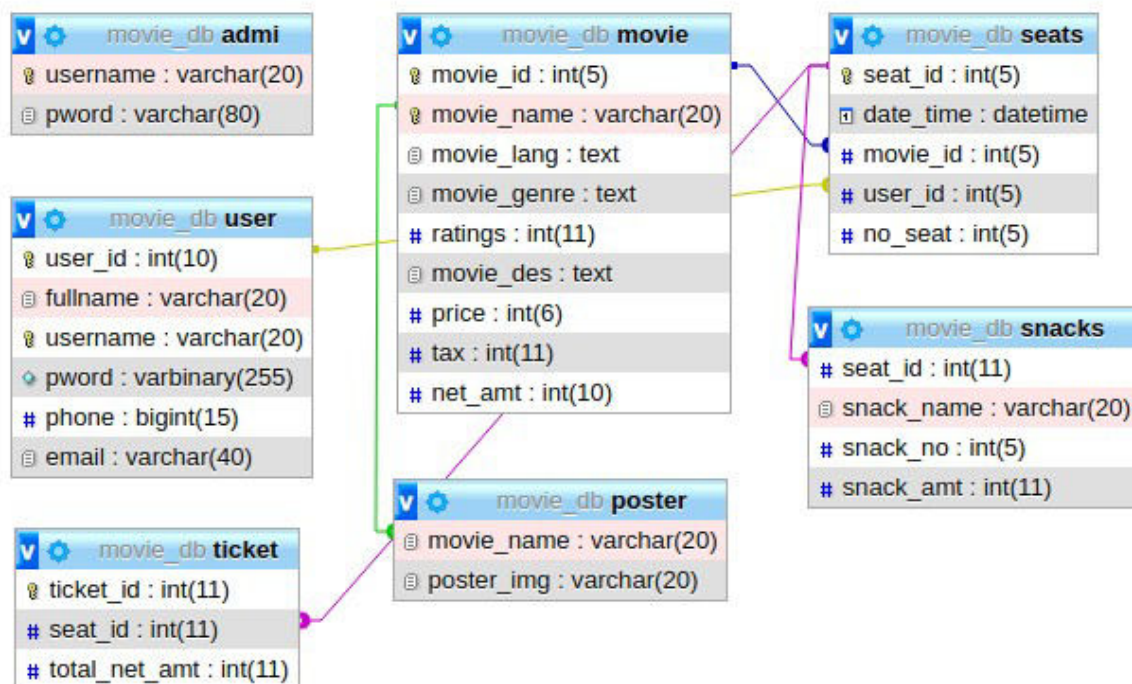 movie_db admi
username : varchar(20)
pword : varchar(80)
movie_db user
user_id : int(10)
fullname : varchar(20)
username : varchar(20)
pword : varbinary(255)
phone : bigint(15)
email : varchar(40)
movie_db ticket
ticket_id : int(11)
seat_id : int(11)
total_net_amt : int(11)
movie_db movie
movie_id : int(5)
movie_name : varchar(20)
movie_lang : text
movie_genre : text
ratings : int(11)
movie_des : text
price : int(6)
tax : int(11)
net_amt : int(10)
movie_db poster
movie_name : varchar(20)
poster_img : varchar(20)
movie_db seats
seat_id : int(5)
date_time : datetime
movie_id : int(5)
user_id : int(5)
no_seat : int(5)
movie_db snacks
seat_id : int(11)
snack_name : varchar(20)
snack_no : int(5)
snack_amt : int(11)